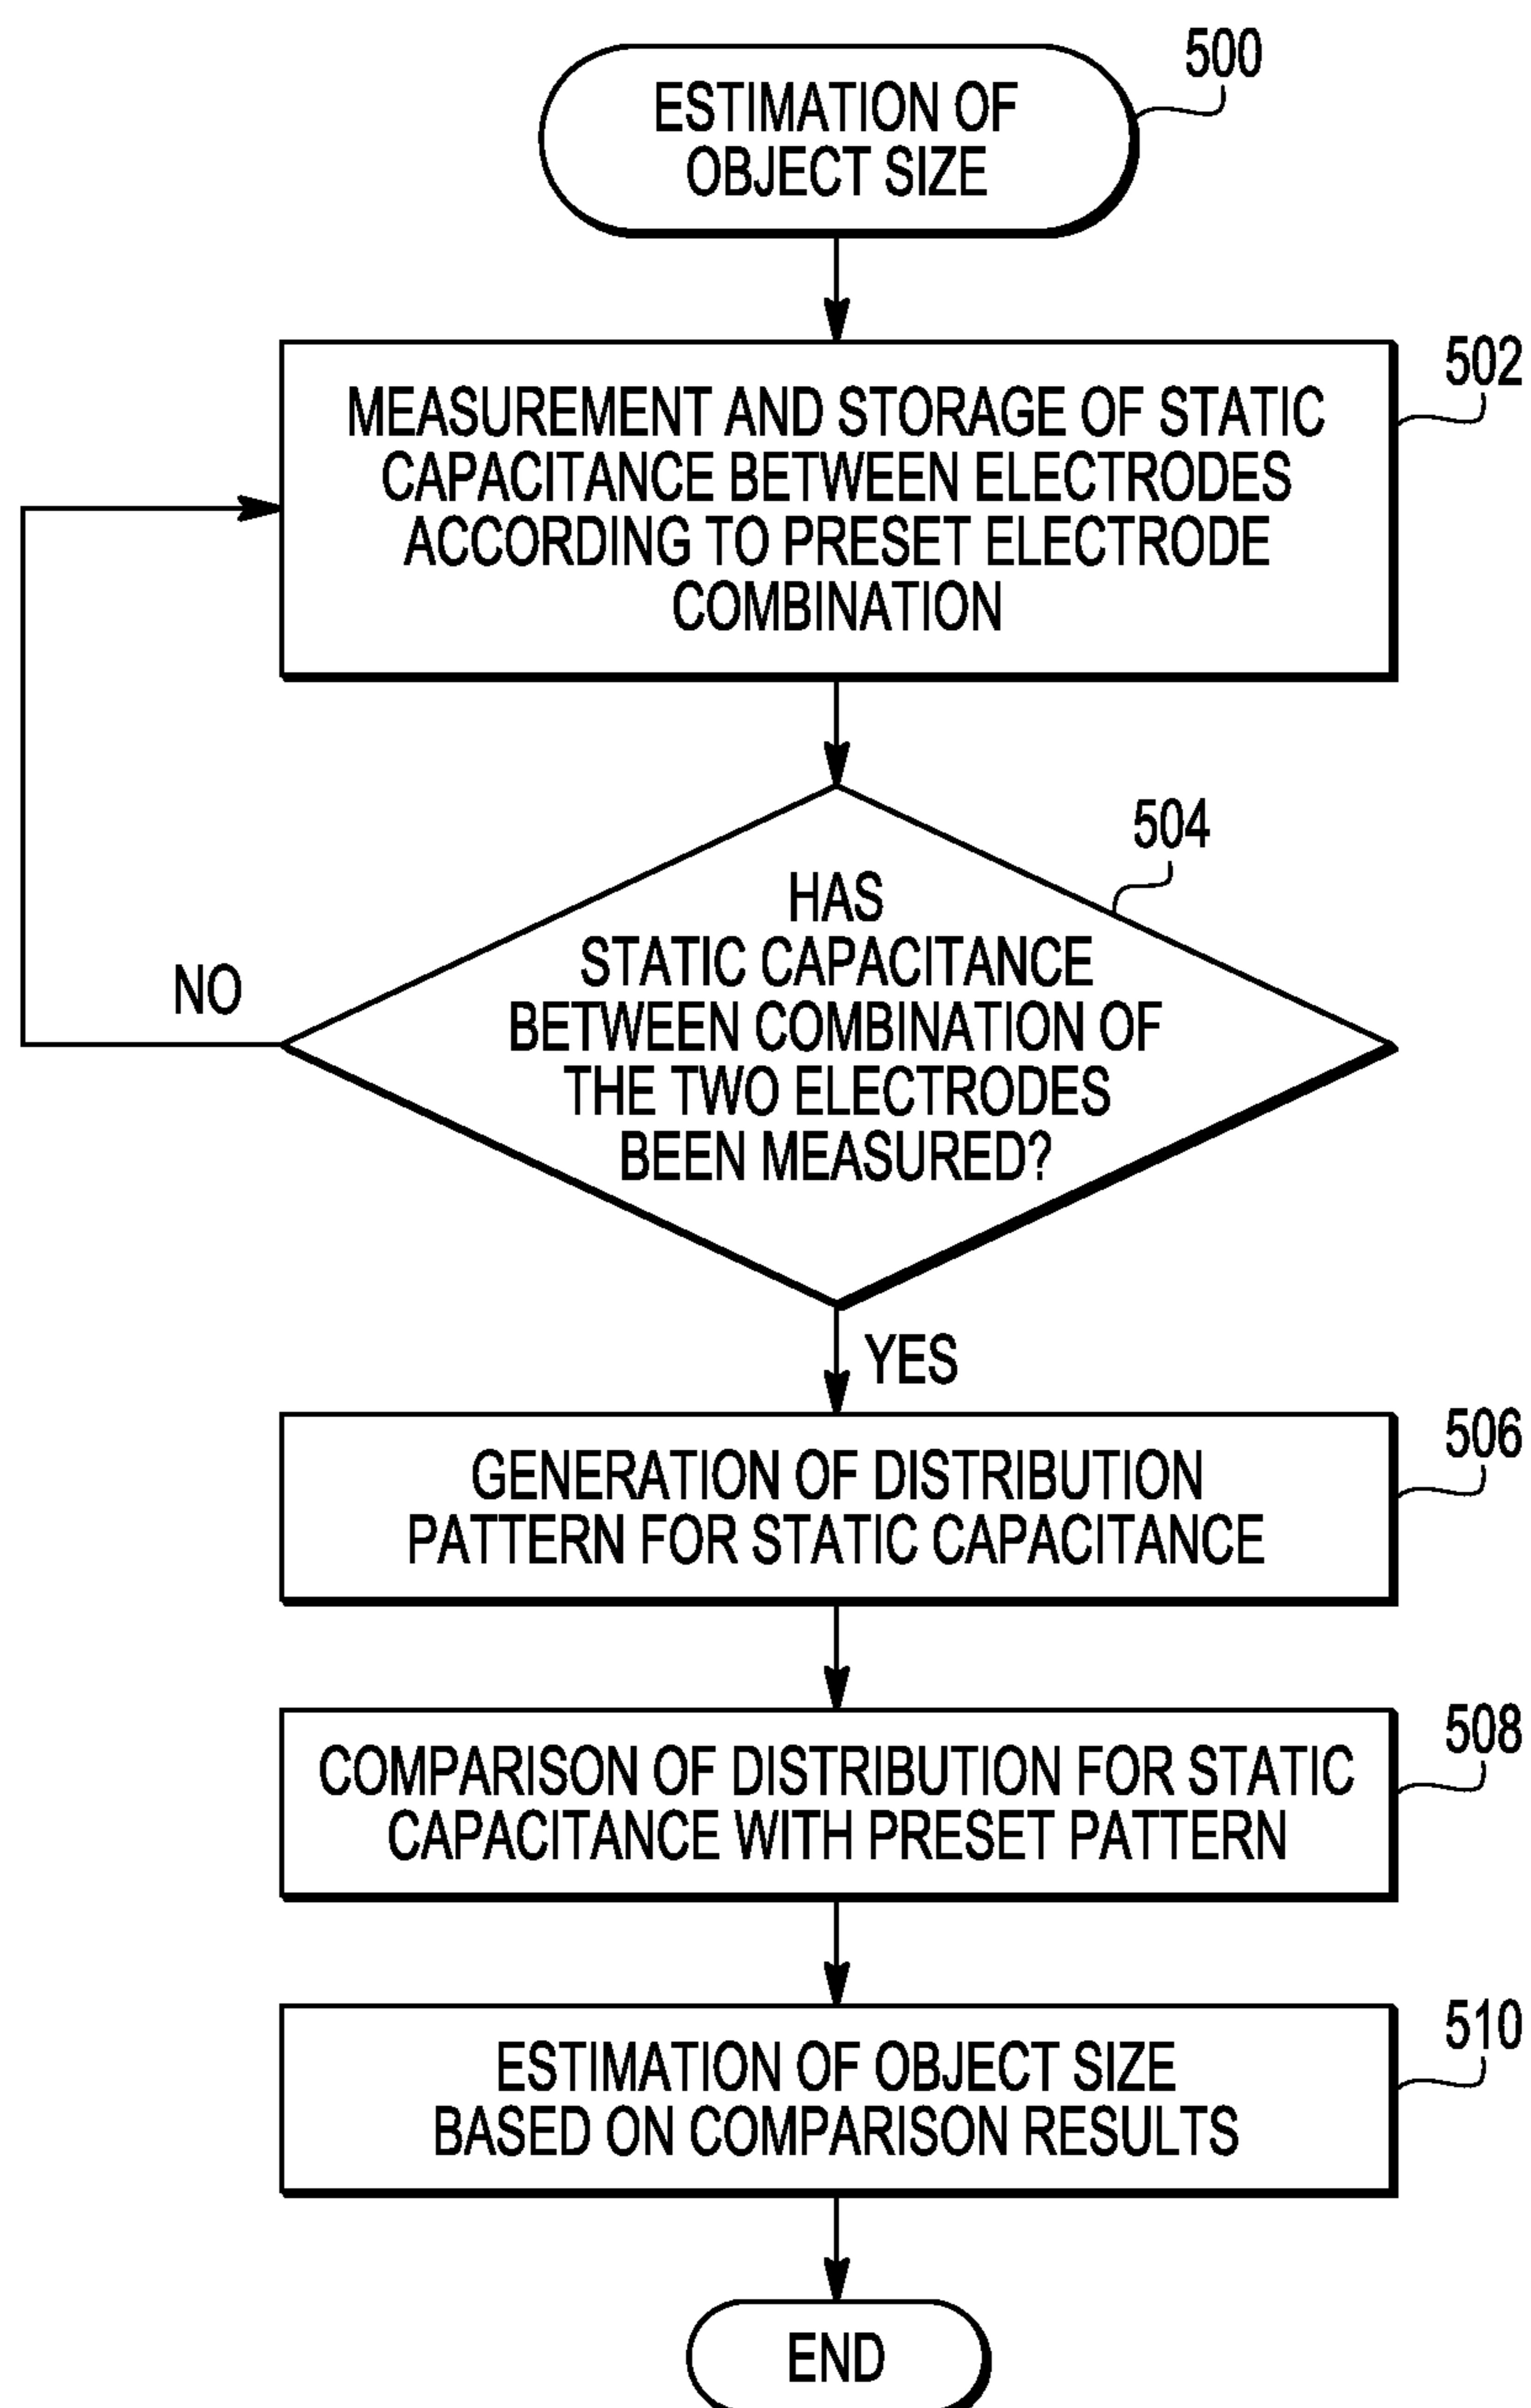 500
ESTIMATION OF
OBJECT SIZE
502
MEASUREMENT AND STORAGE OF STATIC
CAPACITANCE BETWEEN ELECTRODES
ACCORDING TO PRESET ELECTRODE
COMBINATION
504
HAS
STATIC CAPACITANCE
BETWEEN COMBINATION OF
THE TWO ELECTRODES
BEEN MEASURED?
NO
YES
506
GENERATION OF DISTRIBUTION
PATTERN FOR STATIC CAPACITANCE
508
COMPARISON OF DISTRIBUTION FOR STATIC
CAPACITANCE WITH PRESET PATTERN
510
ESTIMATION OF OBJECT SIZE
BASED ON COMPARISON RESULTS
END